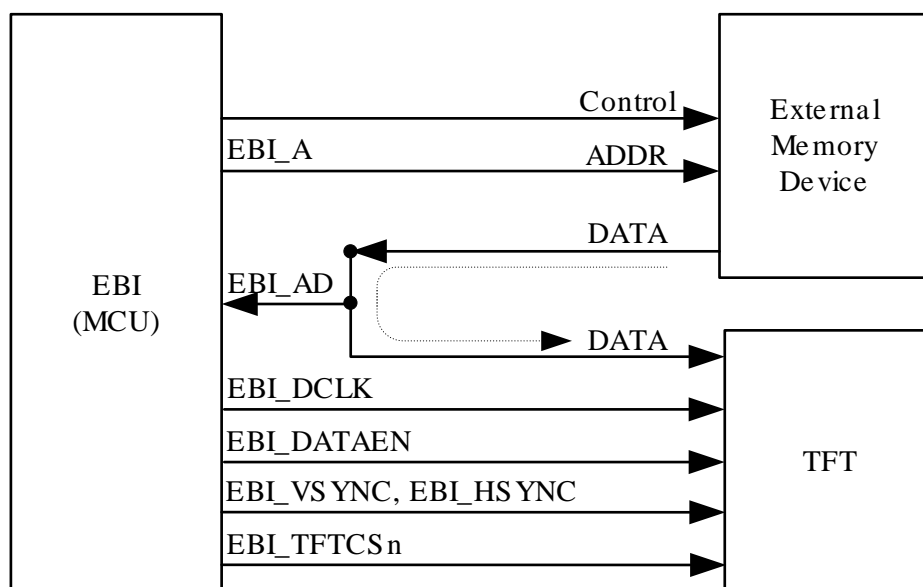 Control
External
Memory
Device
EBI_A
ADDR
DATA
EBI_AD
EBI
(MCU)
DATA
EBI_DCLK
EBI_DATAEN
TFT
EBI_VSYNC, EBI_HSYNC
EBI_TFTCSn